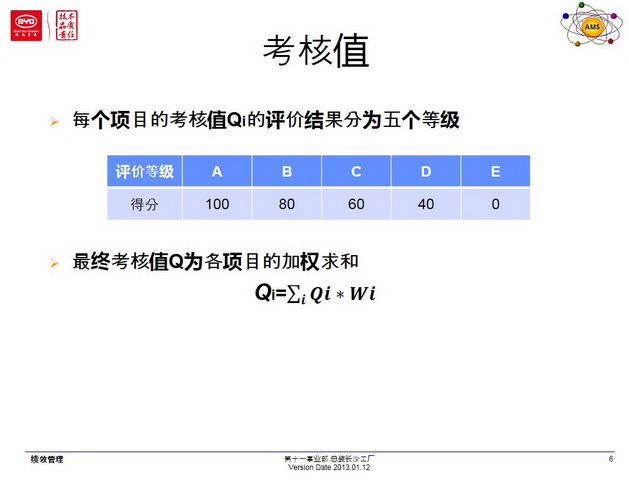 BYD
技术
品质
责信
AMS
考核值
每个项目的考核值Qi的评价结果分为五个等级
评价等级 A B C D E
得分 100 80 60 40 0
最终考核值Q为各项目的加权求和
Qi=∑i Qi∗Wi
绩效管理
第十一事业部 总装长沙工厂
Version Date 2013.01.12
6